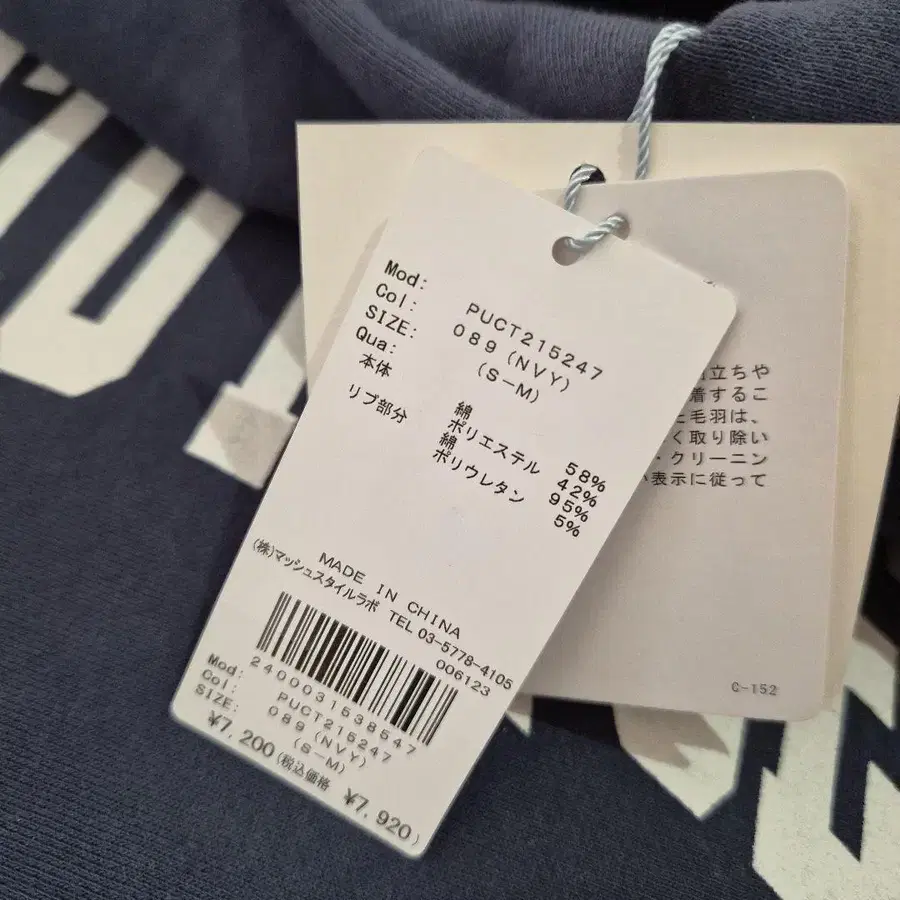 Mod: PUCT215247
Col: 089 (NVY)
SIZE: (S-M)
Qua:
本体 綿 58%
ポリエステル 42%
リブ部分 綿 95%
ポリウレタン 5%
MADE IN CHINA
(株)マッシュスタイルラボ TEL 03-5778-4105
006123
2400031538547
Mod: PUCT215247
Col: 089 (NVY)
SIZE: (S-M)
¥7,200(税込価格 ¥7,920)
立ちや
着するこ
毛羽は、
く取り除い
・クリーニン
表示に従って
C-152